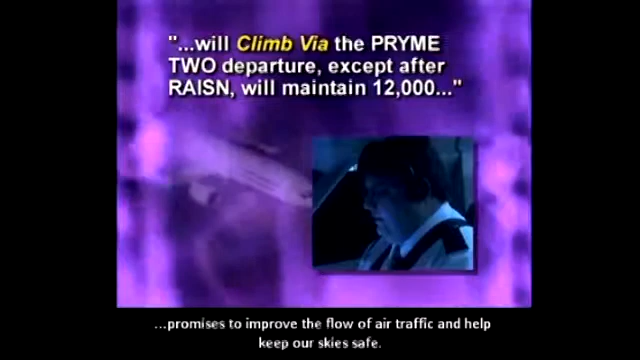 "...will Climb Via the PRYME
TWO departure, except after
RAISN, will maintain 12,000..."
...promises to improve the flow of air traffic and help
keep our skies safe.